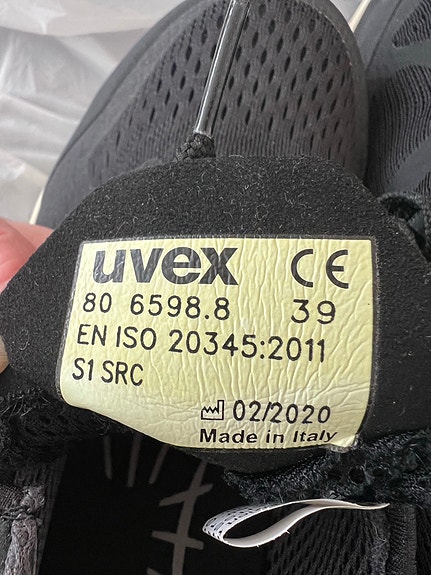 uvex CE
80 6598.8 39
EN ISO 20345:2011
S1 SRC
02/2020
Made in Italy